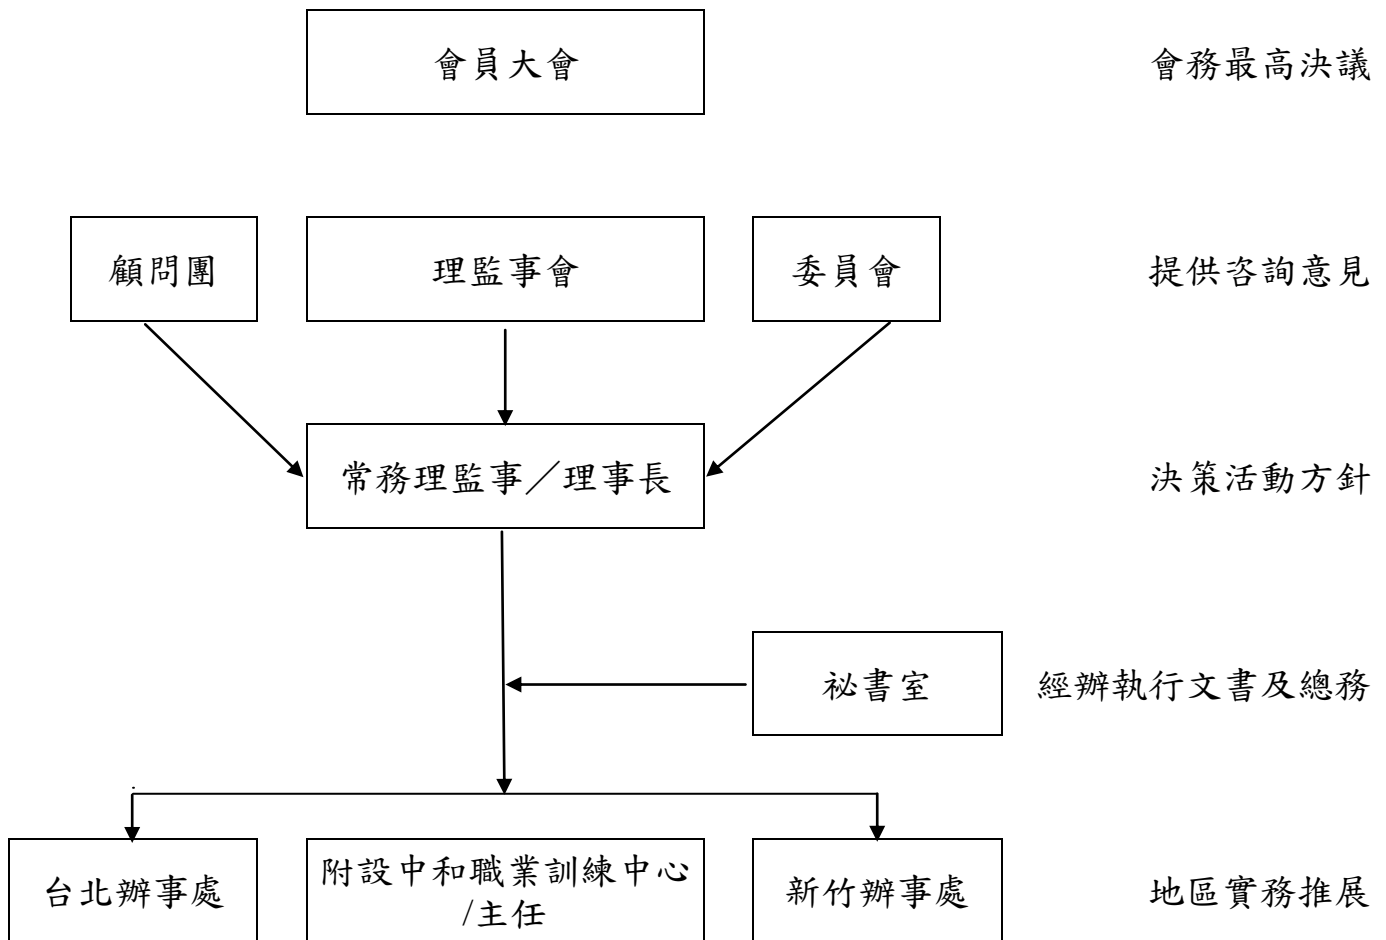 會員大會
會務最高決議
顧問團
理監事會
委員會
提供咨詢意見
常務理監事／理事長
決策活動方針
祕書室
經辦執行文書及總務
台北辦事處
附設中和職業訓練中心
/主任
新竹辦事處
地區實務推展